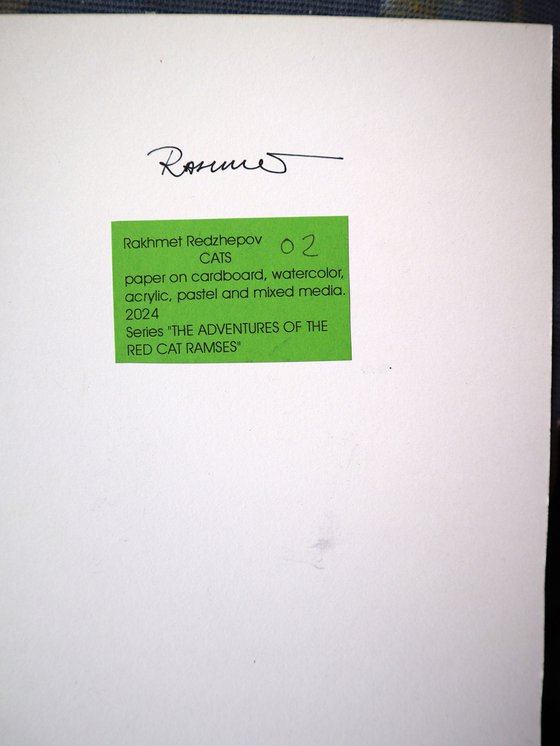 Rakhmet
Rakhmet Redzhepov 02
CATS
paper on cardboard, watercolor,
acrylic, pastel and mixed media.
2024
Series "THE ADVENTURES OF THE
RED CAT RAMSES"